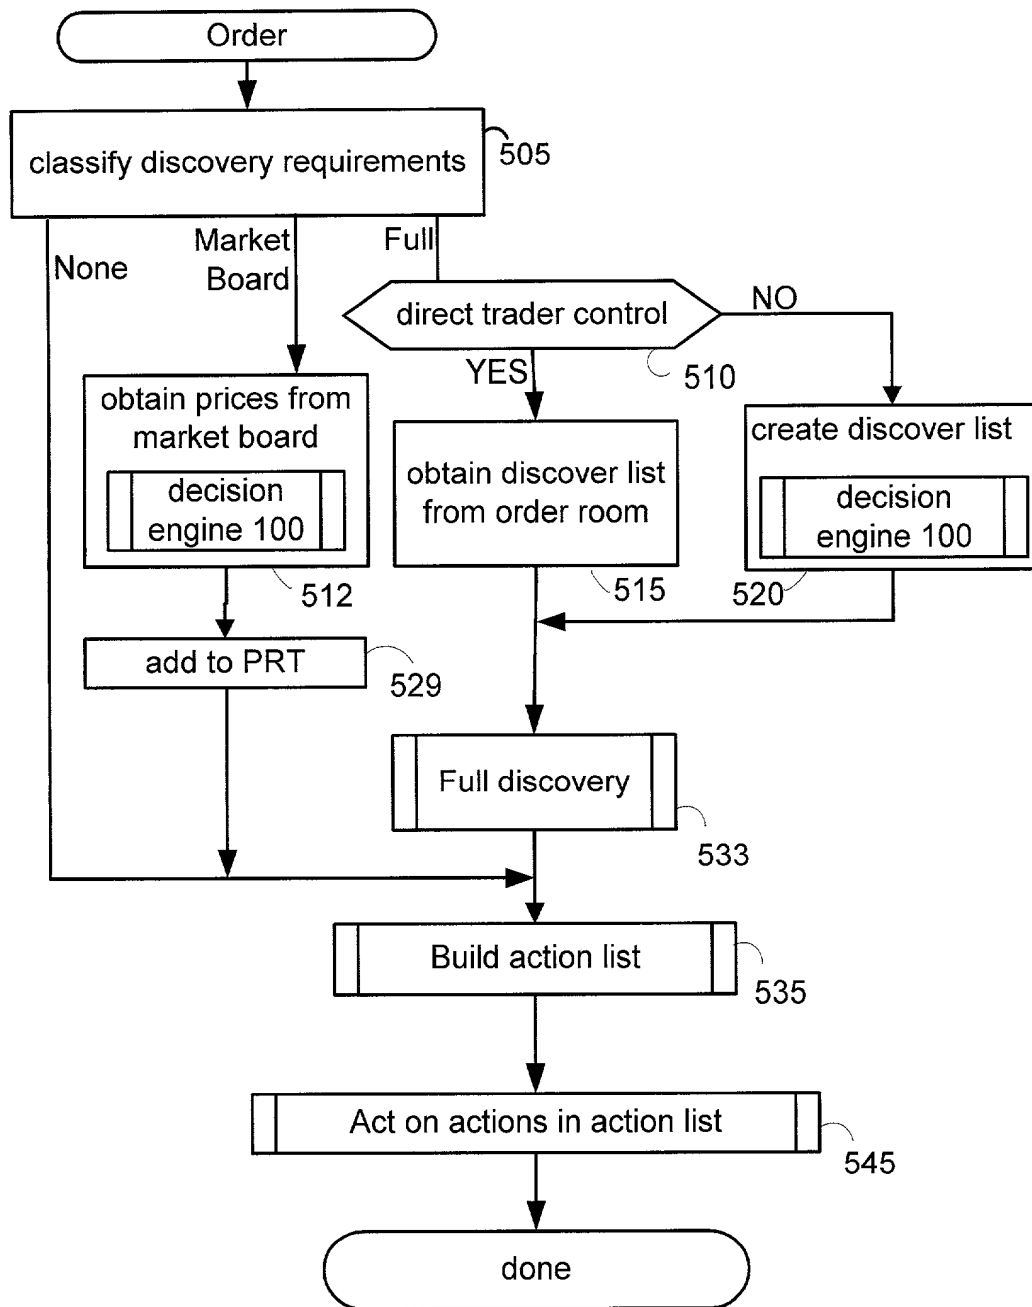 Order
classify discovery requirements
505
None
Market
Board
Full
direct trader control
NO
YES
510
obtain prices from
market board
decision
engine 100
512
obtain discover list
from order room
515
create discover list
decision
engine 100
520
add to PRT
529
Full discovery
533
Build action list
535
Act on actions in action list
545
done